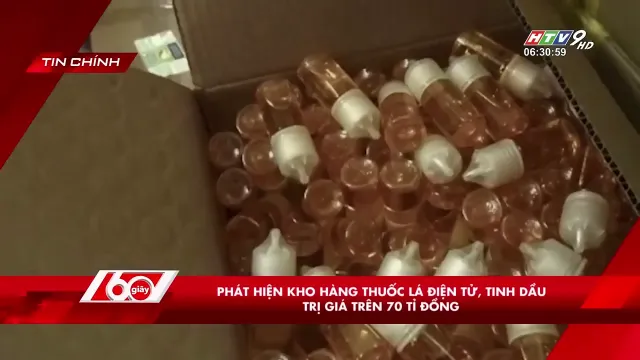 TIN CHÍNH
HTV9 HD
06:30:59
60 giây
PHÁT HIỆN KHO HÀNG THUỐC LÁ ĐIỆN TỬ, TINH DẦU
TRỊ GIÁ TRÊN 70 TỈ ĐỒNG